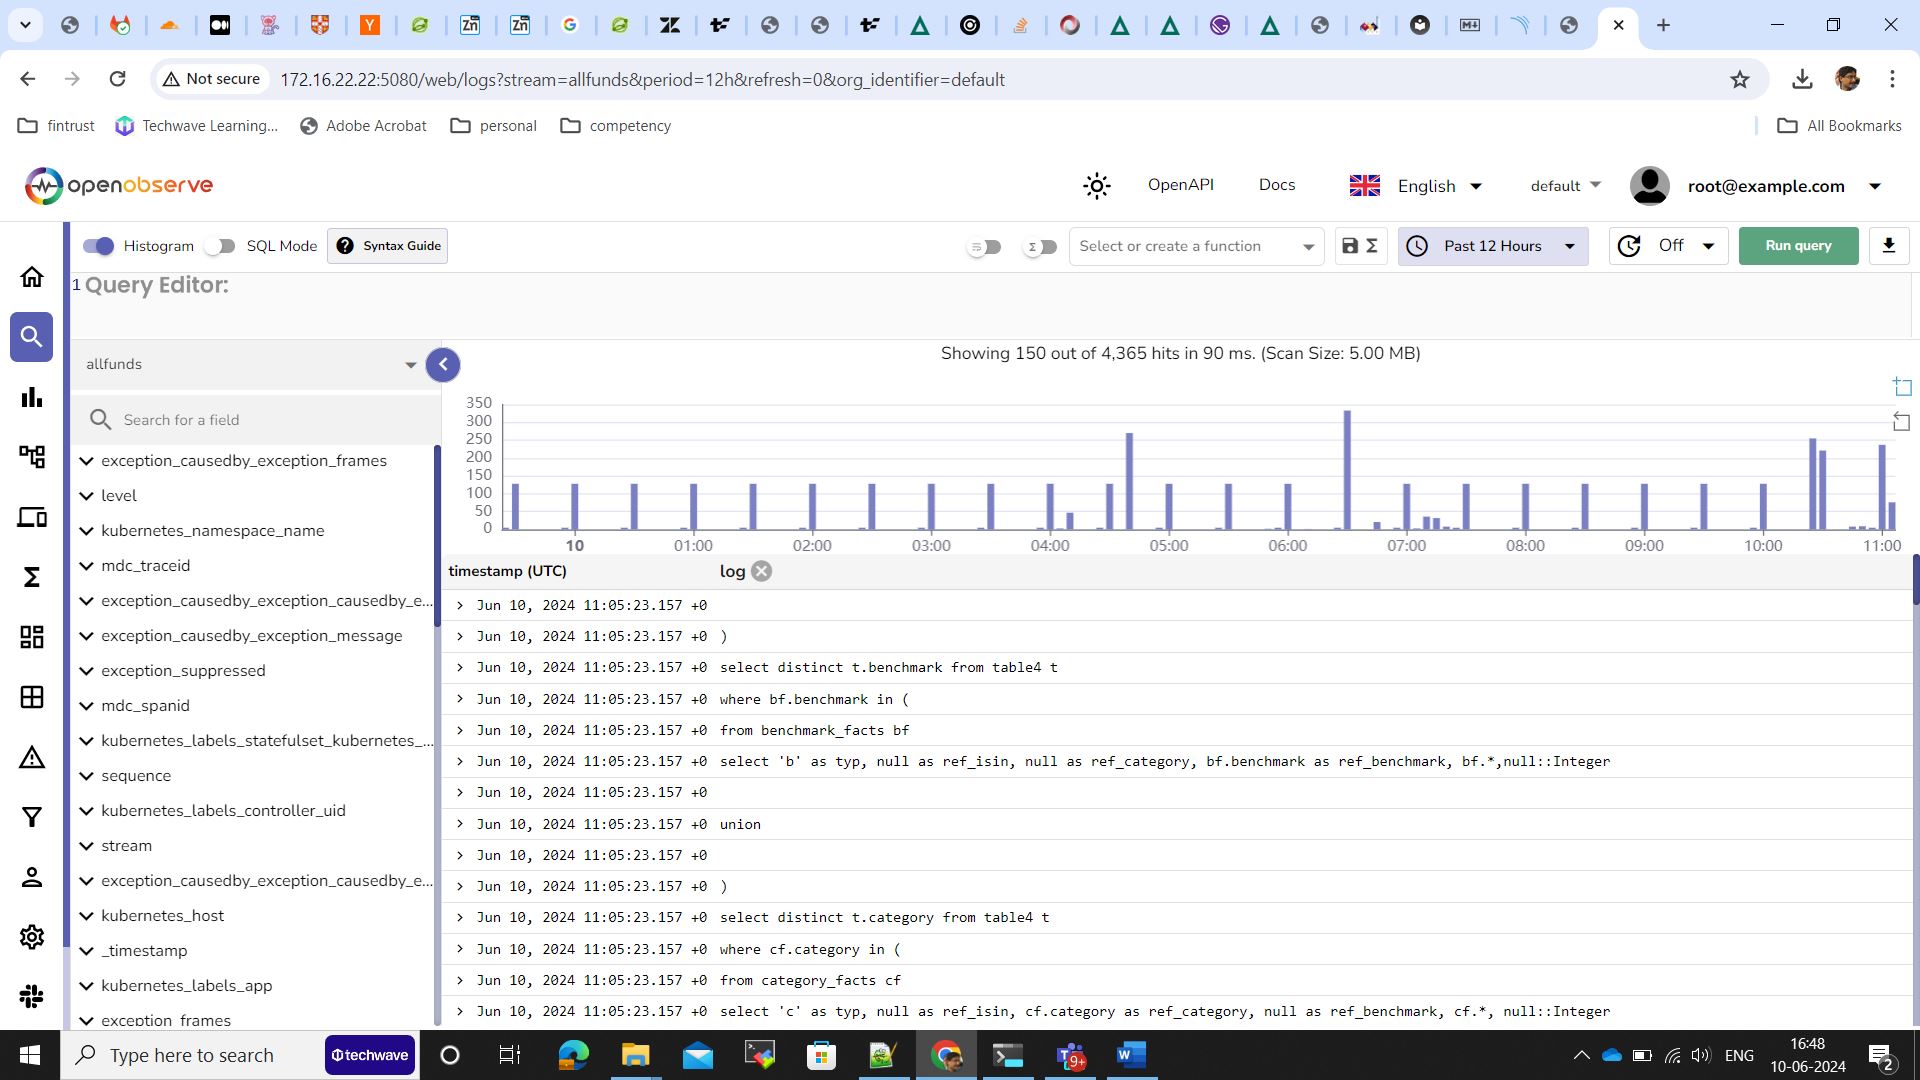 Not secure
172.16.22.22:5080/web/logs?stream=allfunds&period=12h&refresh=0&org_identifier=default
fintrust
Techwave Learning...
Adobe Acrobat
personal
competency
All Bookmarks
openobserve
OpenAPI
Docs
English
default
root@example.com
Histogram
SQL Mode
Syntax Guide
Select or create a function
Past 12 Hours
Off
Run query
1 Query Editor:
allfunds
Search for a field
exception_causedby_exception_frames
level
kubernetes_namespace_name
mdc_traceid
exception_causedby_exception_causedby_e...
exception_causedby_exception_message
exception_suppressed
mdc_spanid
kubernetes_labels_statefulset_kubernetes_...
sequence
kubernetes_labels_controller_uid
stream
exception_causedby_exception_causedby_e...
kubernetes_host
_timestamp
kubernetes_labels_app
exception_frames
Showing 150 out of 4,365 hits in 90 ms. (Scan Size: 5.00 MB)
350
300
250
200
150
100
50
0
10 01:00 02:00 03:00 04:00 05:00 06:00 07:00 08:00 09:00 10:00 11:00
timestamp (UTC) log
Jun 10, 2024 11:05:23.157 +0
Jun 10, 2024 11:05:23.157 +0 )
Jun 10, 2024 11:05:23.157 +0 select distinct t.benchmark from table4 t
Jun 10, 2024 11:05:23.157 +0 where bf.benchmark in (
Jun 10, 2024 11:05:23.157 +0 from benchmark_facts bf
Jun 10, 2024 11:05:23.157 +0 select 'b' as typ, null as ref_isin, null as ref_category, bf.benchmark as ref_benchmark, bf.*,null::Integer
Jun 10, 2024 11:05:23.157 +0
Jun 10, 2024 11:05:23.157 +0 union
Jun 10, 2024 11:05:23.157 +0
Jun 10, 2024 11:05:23.157 +0 )
Jun 10, 2024 11:05:23.157 +0 select distinct t.category from table4 t
Jun 10, 2024 11:05:23.157 +0 where cf.category in (
Jun 10, 2024 11:05:23.157 +0 from category_facts cf
Jun 10, 2024 11:05:23.157 +0 select 'c' as typ, null as ref_isin, cf.category as ref_category, null as ref_benchmark, cf.*, null::Integer
Type here to search
techwave
9+
ENG
16:48
10-06-2024
2